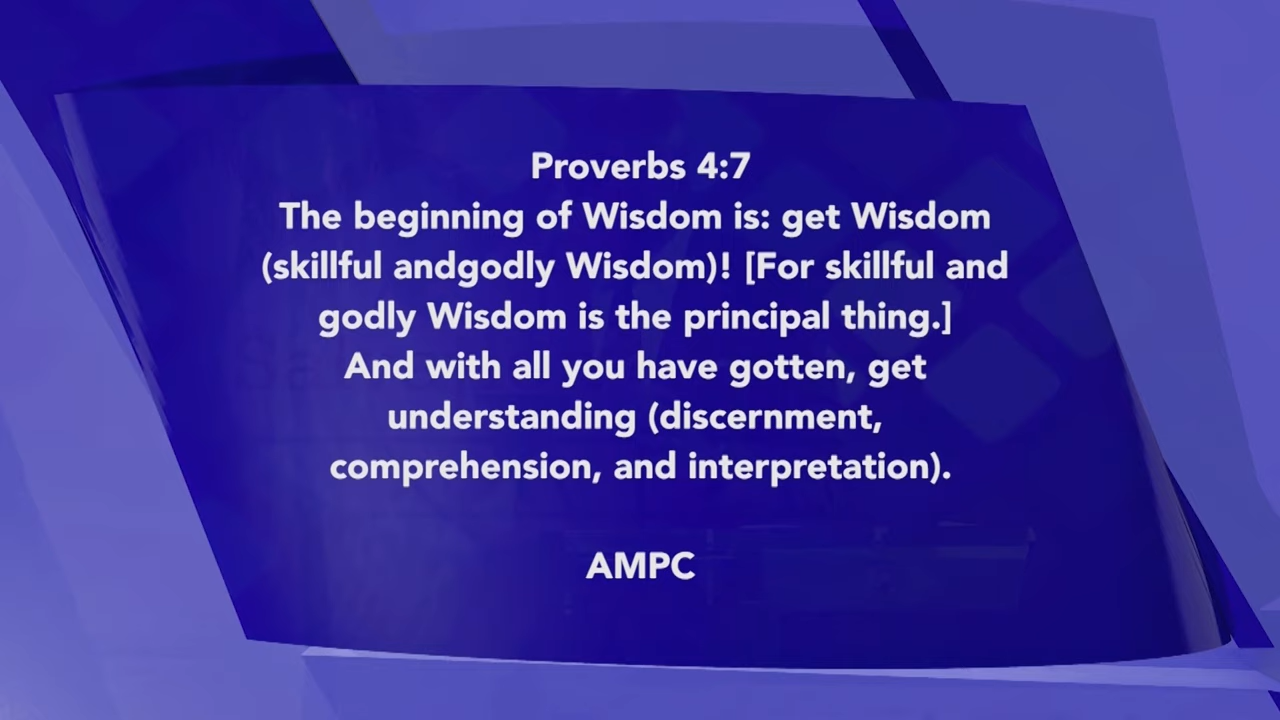 Proverbs 4:7
The beginning of Wisdom is: get Wisdom
(skillful andgodly Wisdom)! [For skillful and
godly Wisdom is the principal thing.]
And with all you have gotten, get
understanding (discernment,
comprehension, and interpretation).
AMPC